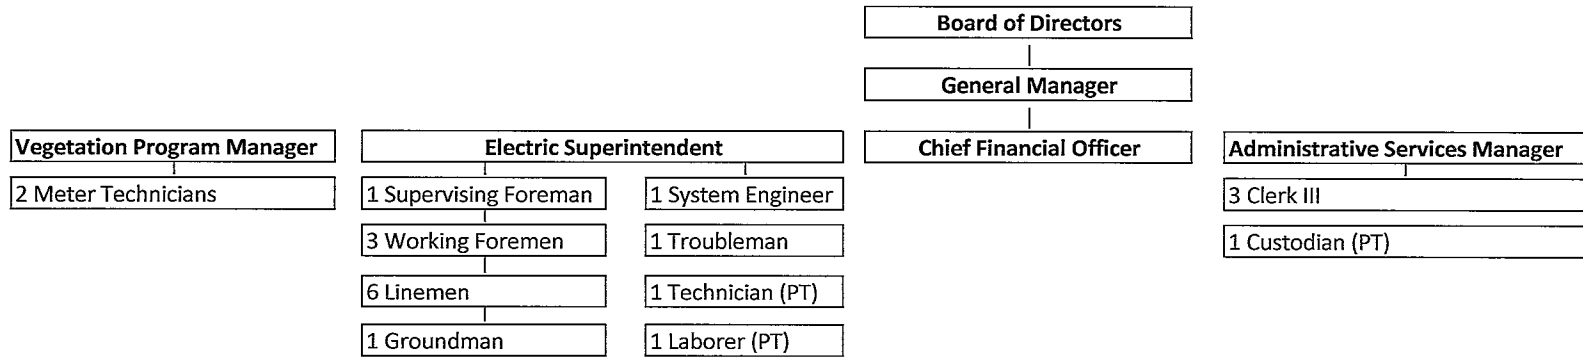 Board of Directors
General Manager
Vegetation Program Manager
Electric Superintendent
Chief Financial Officer
Administrative Services Manager
2 Meter Technicians
1 Supervising Foreman
1 System Engineer
3 Clerk III
3 Working Foremen
1 Troubleman
1 Custodian (PT)
6 Linemen
1 Technician (PT)
1 Groundman
1 Laborer (PT)